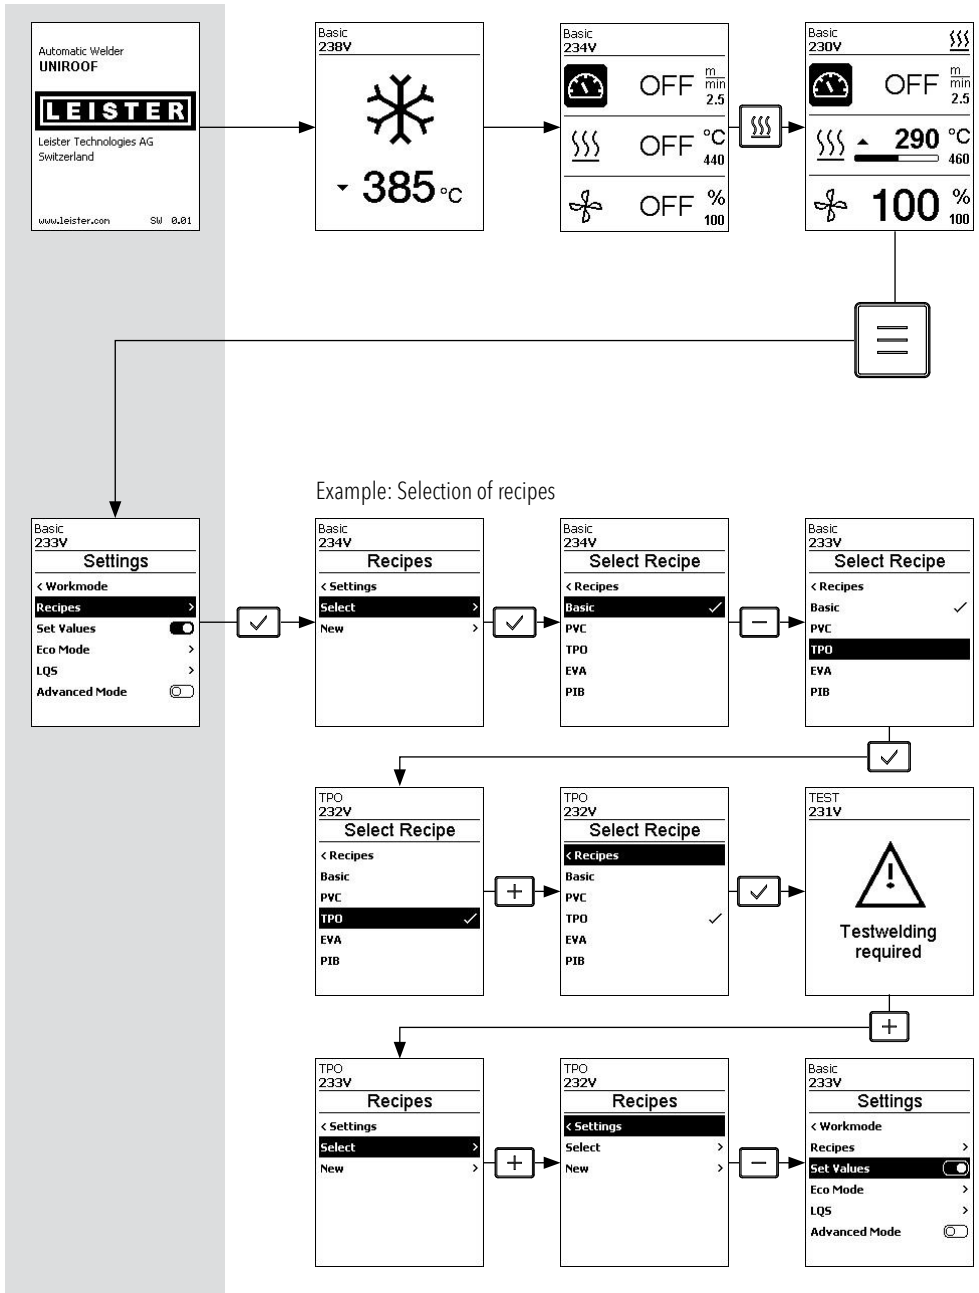 Automatic Welder
UNIROOF
LEISTER
Leister Technologies AG
Switzerland
www.leister.com SW 0.01
Basic
238V
385 °C
Basic
234V
OFF m/min
2.5
OFF °C
440
OFF %
100
Basic
230V
OFF m/min
2.5
290 °C
460
100 %
100
Example: Selection of recipes
Basic
233V
Settings
< Workmode
Recipes >
Set Values
Eco Mode >
LQS >
Advanced Mode
Basic
234V
Recipes
< Settings
Select >
New >
Basic
234V
Select Recipe
< Recipes
Basic ✓
PVC
TPO
EVA
PIB
Basic
233V
Select Recipe
< Recipes
Basic ✓
PVC
TPO
EVA
PIB
TPO
232V
Select Recipe
< Recipes
Basic
PVC
TPO ✓
EVA
PIB
TPO
232V
Select Recipe
< Recipes
Basic
PVC
TPO ✓
EVA
PIB
TEST
231V
Testwelding
required
TPO
233V
Recipes
< Settings
Select >
New >
TPO
232V
Recipes
< Settings
Select >
New >
Basic
233V
Settings
< Workmode
Recipes >
Set Values
Eco Mode >
LQS >
Advanced Mode